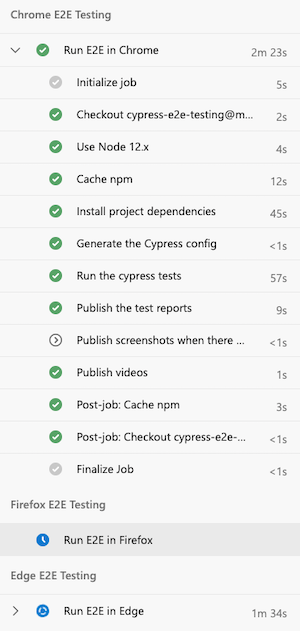 Chrome E2E Testing
Run E2E in Chrome 2m 23s
Initialize job 5s
Checkout cypress-e2e-testing@m... 2s
Use Node 12.x 4s
Cache npm 12s
Install project dependencies 45s
Generate the Cypress config <1s
Run the cypress tests 57s
Publish the test reports 9s
Publish screenshots when there ... <1s
Publish videos 1s
Post-job: Cache npm 3s
Post-job: Checkout cypress-e2e-... <1s
Finalize Job <1s
Firefox E2E Testing
Run E2E in Firefox
Edge E2E Testing
Run E2E in Edge 1m 34s